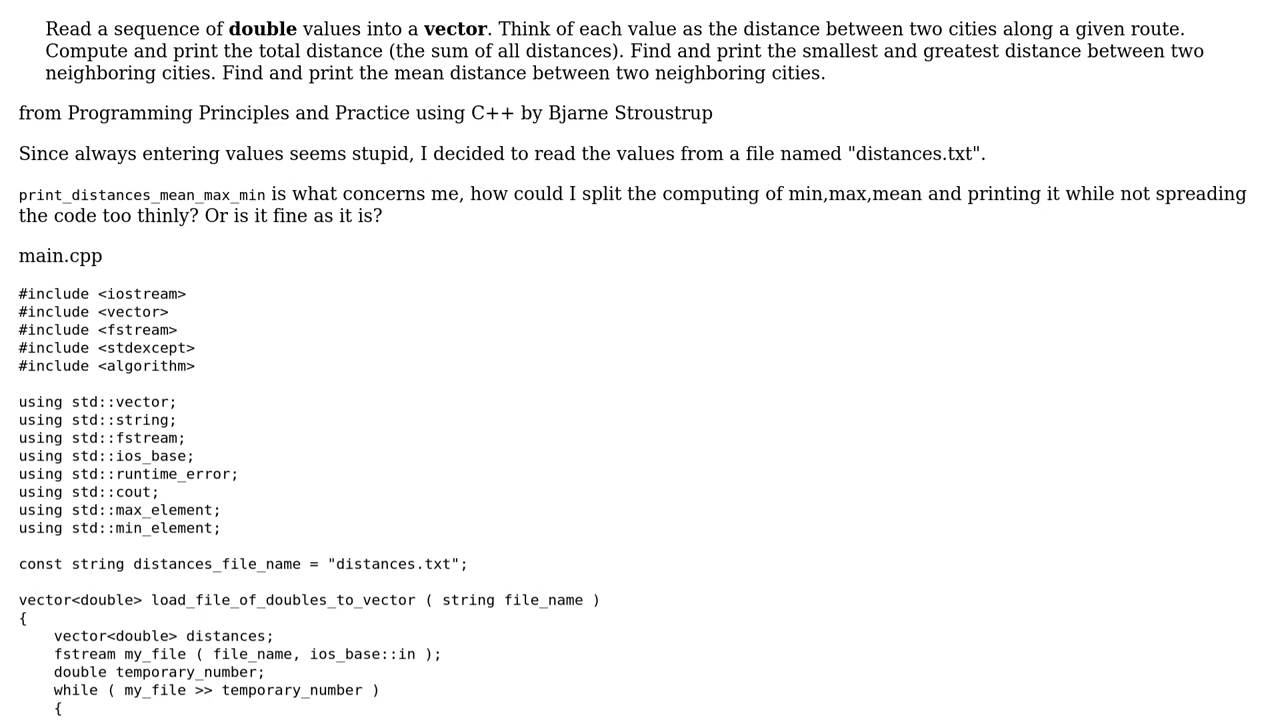 Read a sequence of double values into a vector. Think of each value as the distance between two cities along a given route.
Compute and print the total distance (the sum of all distances). Find and print the smallest and greatest distance between two
neighboring cities. Find and print the mean distance between two neighboring cities.
from Programming Principles and Practice using C++ by Bjarne Stroustrup
Since always entering values seems stupid, I decided to read the values from a file named "distances.txt".
print_distances_mean_max_min is what concerns me, how could I split the computing of min,max,mean and printing it while not spreading
the code too thinly? Or is it fine as it is?
main.cpp
#include <iostream>
#include <vector>
#include <fstream>
#include <stdexcept>
#include <algorithm>
using std::vector;
using std::string;
using std::fstream;
using std::ios_base;
using std::runtime_error;
using std::cout;
using std::max_element;
using std::min_element;
const string distances_file_name = "distances.txt";
vector<double> load_file_of_doubles_to_vector ( string file_name )
{
    vector<double> distances;
    fstream my_file ( file_name, ios_base::in );
    double temporary_number;
    while ( my_file >> temporary_number )
    {